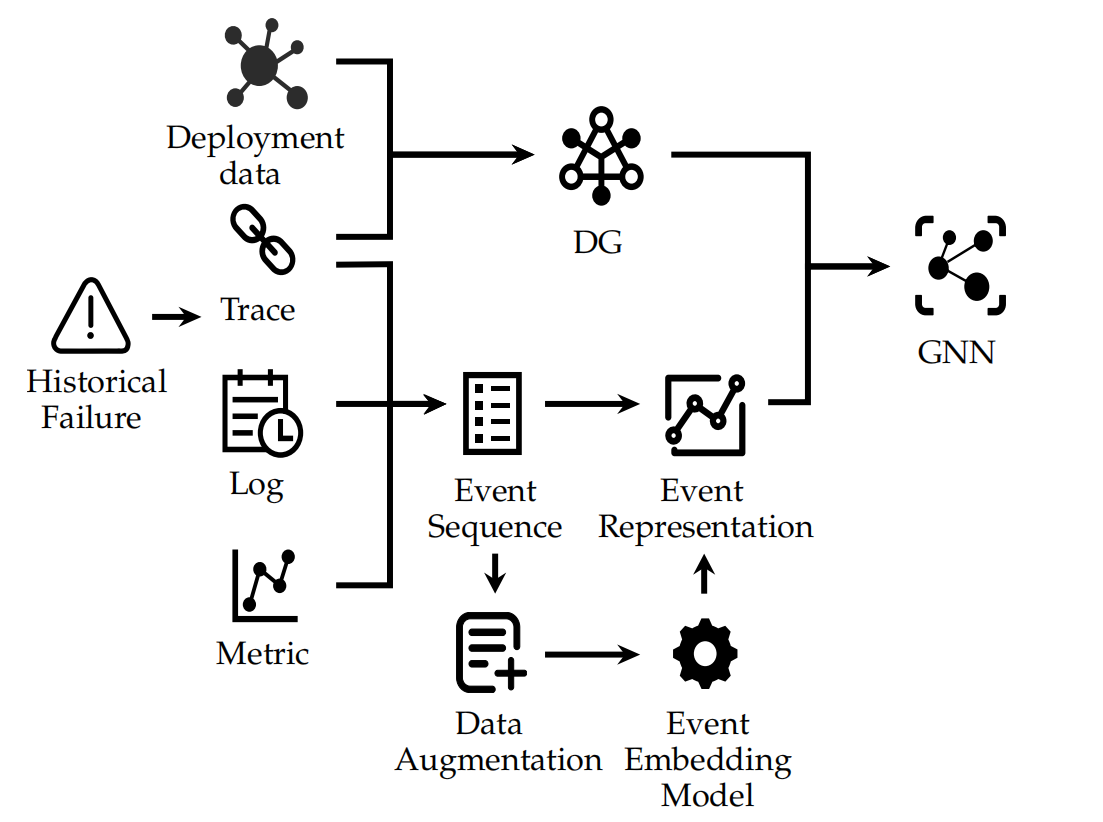 Deployment
data
DG
Trace
Historical
Failure
GNN
Log
Event
Sequence
Event
Representation
Metric
Data
Augmentation
Event
Embedding
Model